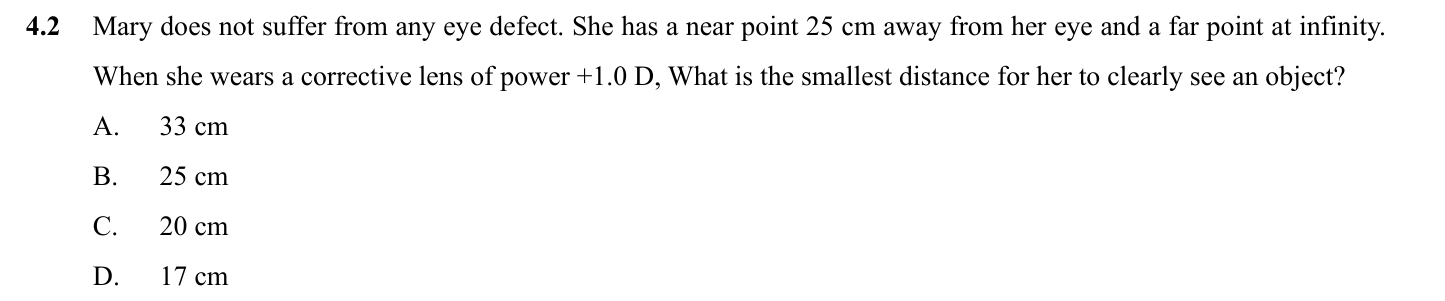 4.2 Mary does not suffer from any eye defect. She has a near point 25 cm away from her eye and a far point at infinity.
When she wears a corrective lens of power +1.0 D, What is the smallest distance for her to clearly see an object?
A. 33 cm
B. 25 cm
C. 20 cm
D. 17 cm